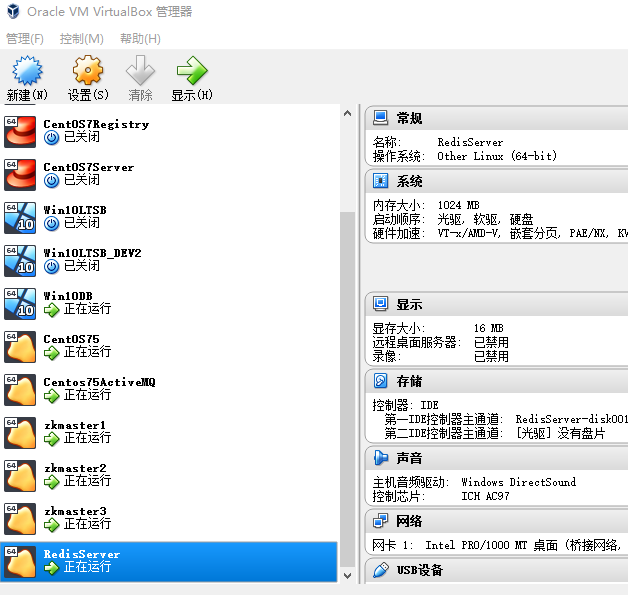 Oracle VM VirtualBox 管理器
管理(F) 控制(M) 帮助(H)
新建(N) 设置(S) 清除 显示(H)
64 CentOS7Registry
已关闭
64 CentOS7Server
已关闭
64 10 Win10LTSB
已关闭
64 10 Win10LTSB_DEV2
已关闭
64 10 Win10DB
正在运行
64 CentOS75
正在运行
64 Centos75ActiveMQ
正在运行
64 zkmaster1
正在运行
64 zkmaster2
正在运行
64 zkmaster3
正在运行
64 RedisServer
正在运行
常规
名称: RedisServer
操作系统: Other Linux (64-bit)
系统
内存大小: 1024 MB
启动顺序: 光驱, 软驱, 硬盘
硬件加速: VT-x/AMD-V, 嵌套分页, PAE/NX, KV
显示
显存大小: 16 MB
远程桌面服务器: 已禁用
录像: 已禁用
存储
控制器: IDE
第一IDE控制器主通道: RedisServer-disk001
第二IDE控制器主通道: [光驱] 没有盘片
声音
主机音频驱动: Windows DirectSound
控制芯片: ICH AC97
网络
网卡 1: Intel PRO/1000 MT 桌面 (桥接网络,
USB设备